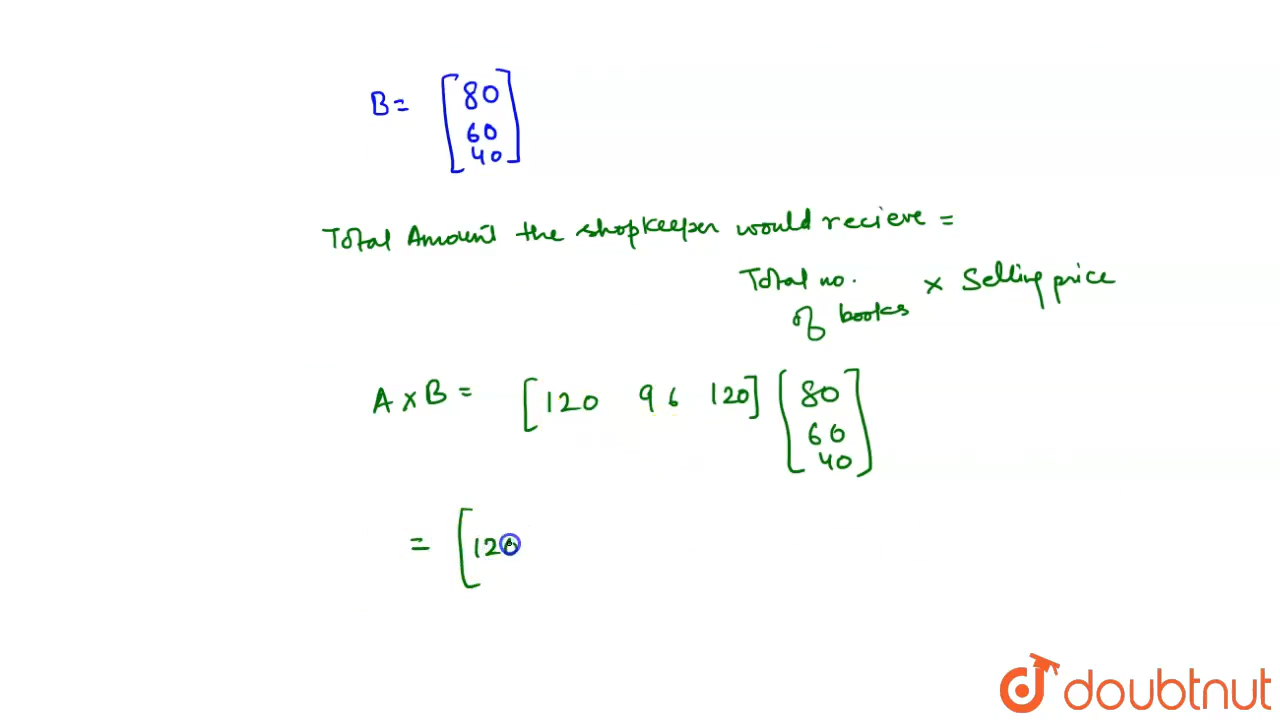 B = [80
60
40]
Total Amount the shopkeeper would recieve =
Total no. of books × Selling price
A × B = [120 96 120] [80
60
40]
= [120
doubtnut